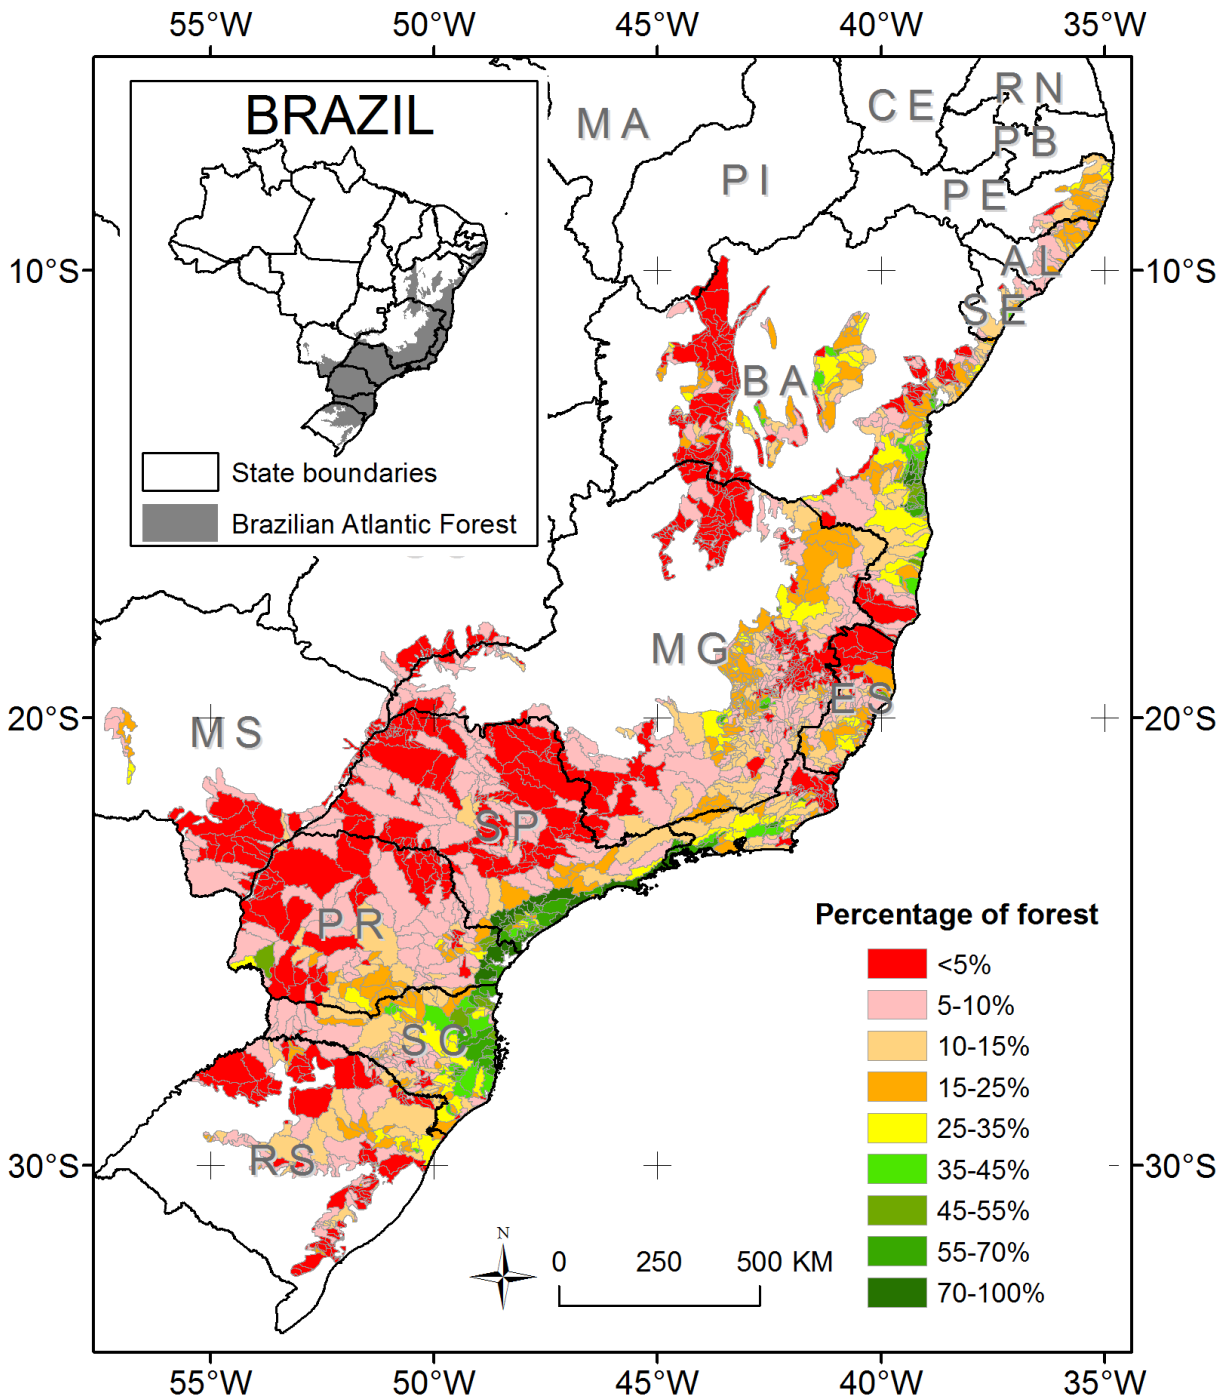 55°W 50°W 45°W 40°W 35°W
BRAZIL
State boundaries
Brazilian Atlantic Forest
MA
PI
CE
RN
PB
PE
AL
SE
BA
MG
ES
MS
SP
PR
SC
RS
10°S 10°S
20°S 20°S
30°S 30°S
Percentage of forest
<5%
5-10%
10-15%
15-25%
25-35%
35-45%
45-55%
55-70%
70-100%
N
0 250 500 KM
55°W 50°W 45°W 40°W 35°W